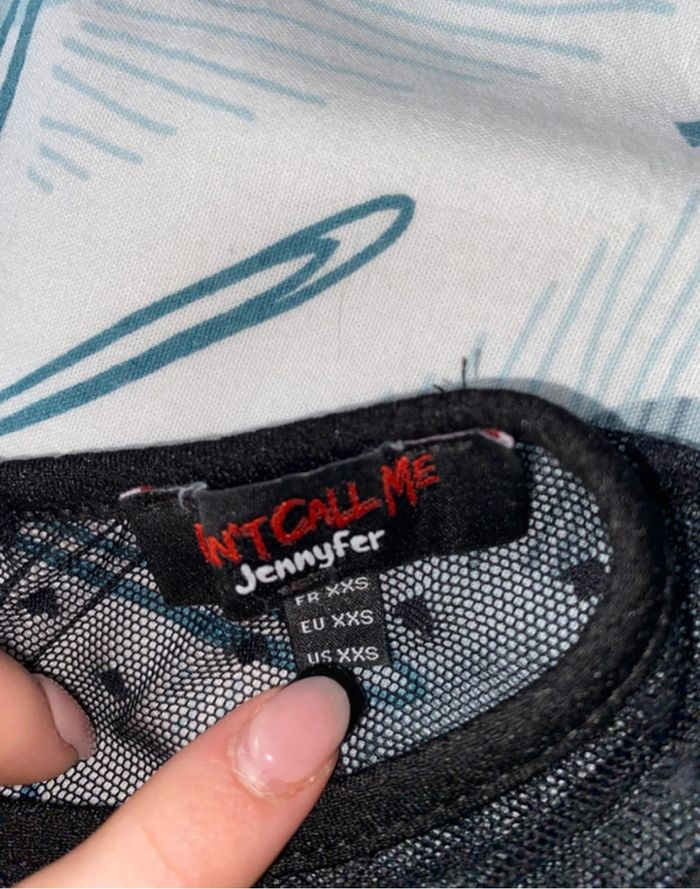 N'T CALL ME
Jennyfer
FR XXS
EU XXS
US XXS